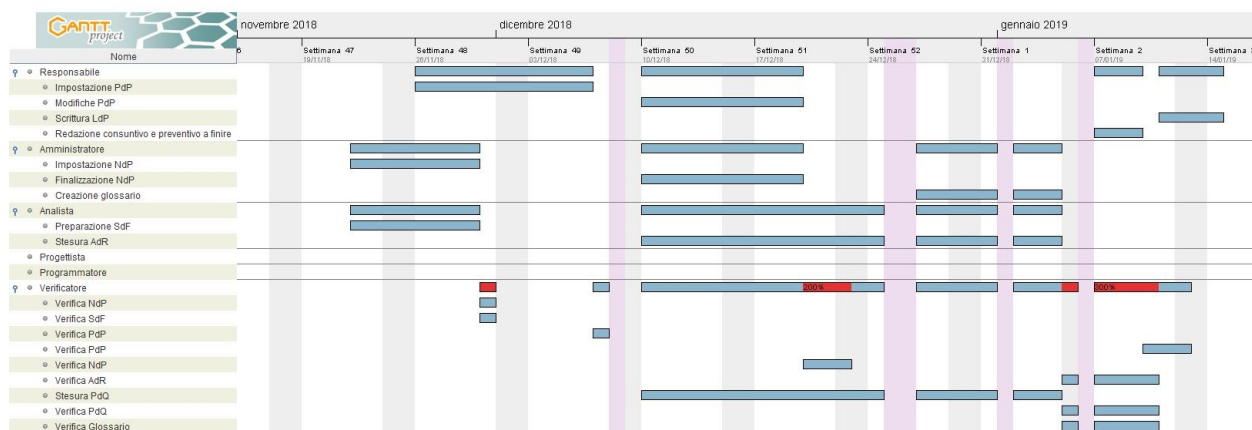 GANTT
project
novembre 2018
dicembre 2018
gennaio 2019
Nome
6
Settimana 47
Settimana 48
Settimana 49
Settimana 50
Settimana 51
Settimana 52
Settimana 1
Settimana 2
Settimana
19/11/18
26/11/18
03/12/18
10/12/18
17/12/18
24/12/18
31/12/18
07/01/19
14/01/19
Responsabile
Impostazione PdP
Modifiche PdP
Scrittura LdP
Redazione consuntivo e preventivo a finire
Amministratore
Impostazione NdP
Finalizzazione NdP
Creazione glossario
Analista
Preparazione SdF
Stesura AdR
Progettista
Programmatore
Verificatore
200%
300%
Verifica NdP
Verifica SdF
Verifica PdP
Verifica PdP
Verifica NdP
Verifica AdR
Stesura PdQ
Verifica PdQ
Verifica Glossario